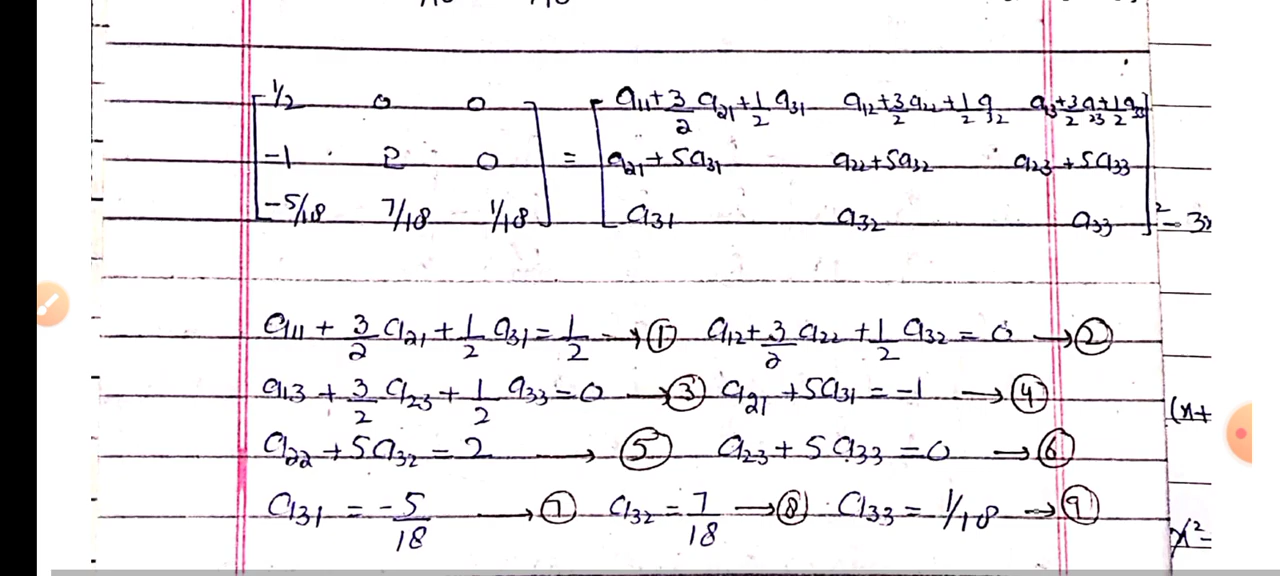 [1/2 0 0] = [a11 + 3/2 a21 + 1/2 a31 a12 + 3/2 a22 + 1/2 a32 a13 + 3/2 a23 + 1/2 a33]
[-1 2 0] [a21 + 5a31 a22 + 5a32 a23 + 5a33]
[-5/18 7/18 1/18] [a31 a32 a33]
a11 + 3/2 a21 + 1/2 a31 = 1/2 → ① a12 + 3/2 a22 + 1/2 a32 = 0 → ②
a13 + 3/2 a23 + 1/2 a33 = 0 → ③ a21 + 5a31 = -1 → ④
a22 + 5a32 = 2 → ⑤ a23 + 5a33 = 0 → ⑥
a31 = -5/18 → ⑦ a32 = 7/18 → ⑧ a33 = 1/18 → ⑨